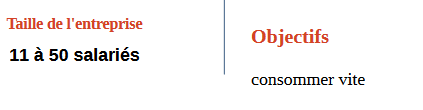 Taille de l'entreprise
11 à 50 salariés
Objectifs
consommer vite